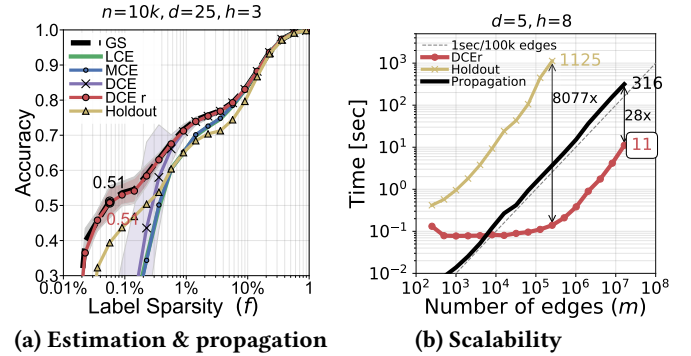 n=10k, d=25, h=3
1.0
0.9
0.8
0.7
0.6
0.5
0.4
0.3
Accuracy
GS
LCE
MCE
DCE
DCE r
Holdout
0.51
0.51
0.01%
0.1%
1%
10%
1
Label Sparsity (f)
(a) Estimation & propagation
d=5, h=8
10³
10²
10¹
10⁰
10⁻¹
10⁻²
Time [sec]
1sec/100k edges
DCEr
Holdout
Propagation
1125
8077x
316
28x
11
10² 10³ 10⁴ 10⁵ 10⁶ 10⁷ 10⁸
Number of edges (m)
(b) Scalability